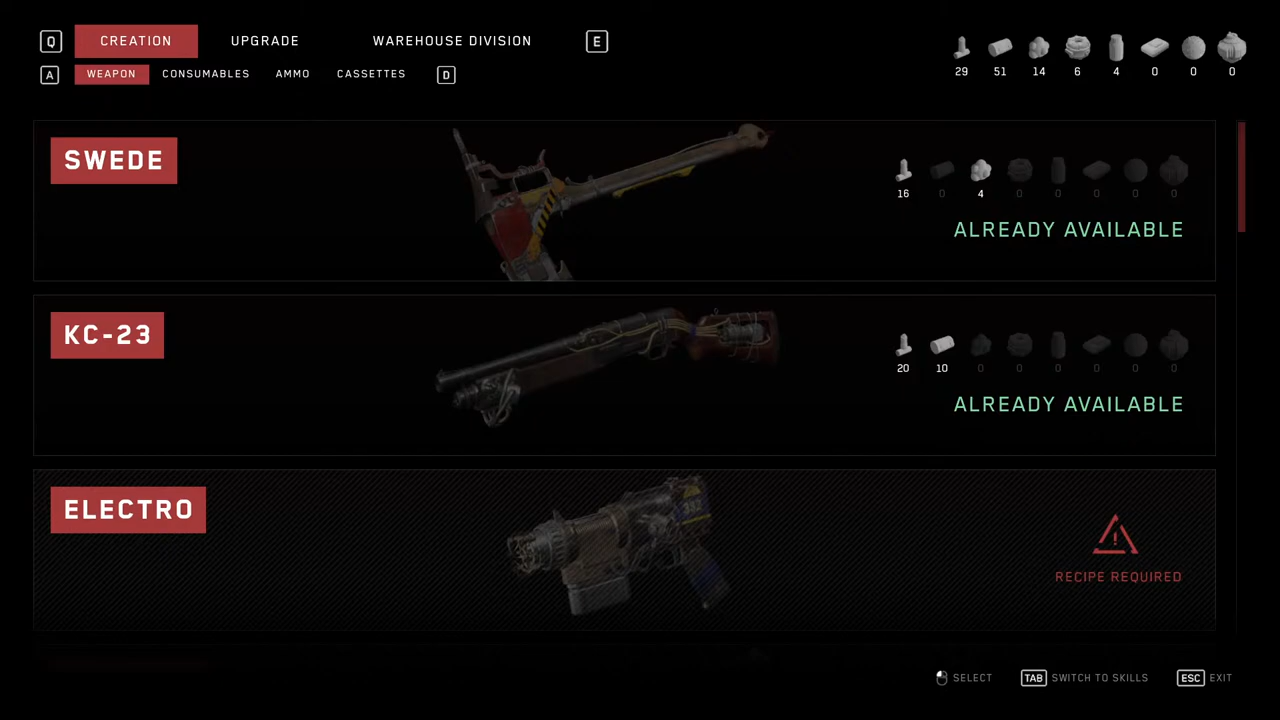 Q CREATION UPGRADE WAREHOUSE DIVISION E
A WEAPON CONSUMABLES AMMO CASSETTES D
29 51 14 6 4 0 0 0
SWEDE
16 0 4 0 0 0 0 0
ALREADY AVAILABLE
KC-23
20 10 0 0 0 0 0 0
ALREADY AVAILABLE
ELECTRO
332
RECIPE REQUIRED
SELECT TAB SWITCH TO SKILLS ESC EXIT